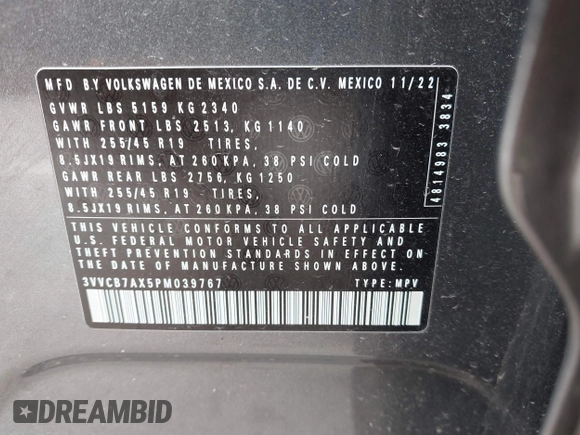 MFD BY VOLKSWAGEN DE MEXICO S.A. DE C.V. MEXICO 11/22
GVWR LBS 5159 KG 2340
GAWR FRONT LBS 2513, KG 1140
WITH 255/45 R19 TIRES,
8.5JX19 RIMS, AT 260 KPA, 38 PSI COLD
GAWR REAR LBS 2756, KG 1250
WITH 255/45 R19 TIRES,
8.5JX19 RIMS, AT 260 KPA, 38 PSI COLD
THIS VEHICLE CONFORMS TO ALL APPLICABLE
U.S. FEDERAL MOTOR VEHICLE SAFETY AND
THEFT PREVENTION STANDARDS IN EFFECT ON
THE DATE OF MANUFACTURE SHOWN ABOVE.
3VVCB7AX5PM039767 TYPE: MPV
4814983 3834
DREAMBID